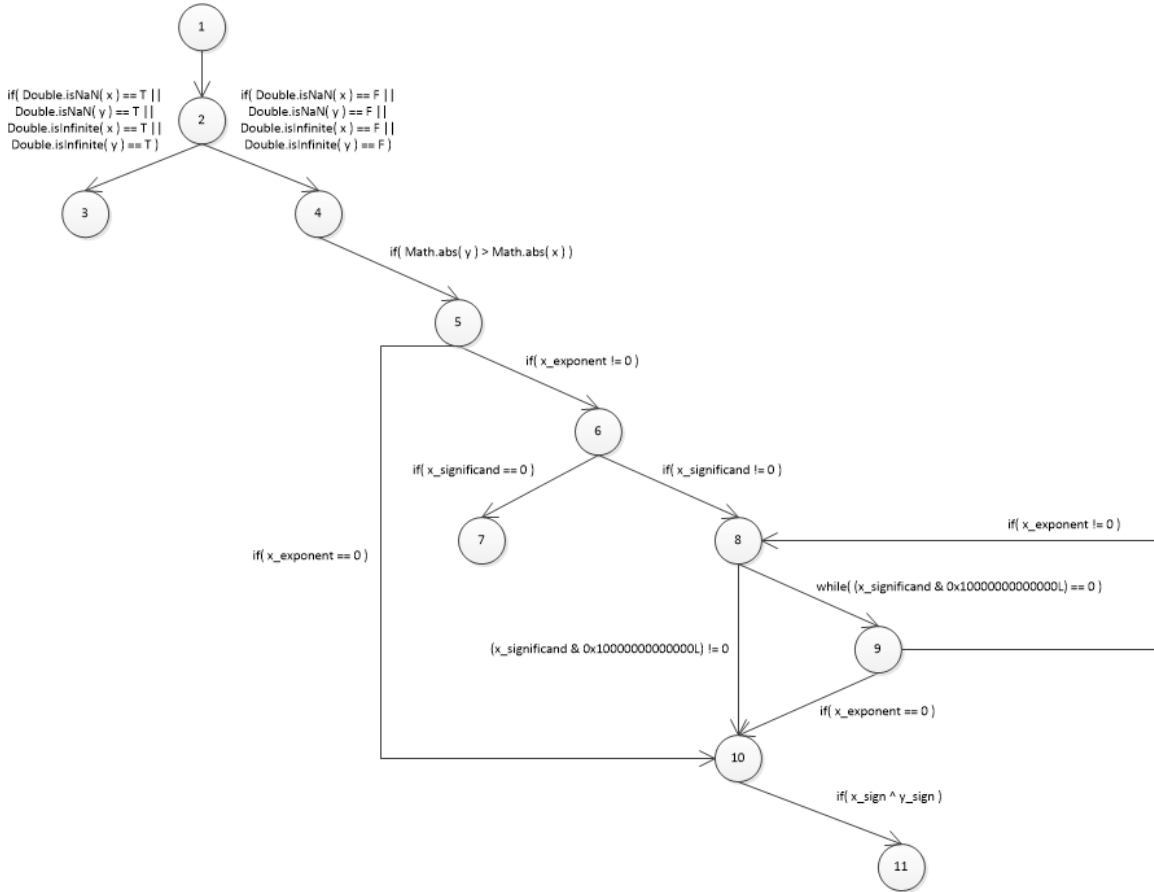 1
if( Double.isNaN( x ) == T ||
Double.isNaN( y ) == T ||
Double.isInfinite( x ) == T ||
Double.isInfinite( y ) == T )
2
if( Double.isNaN( x ) == F ||
Double.isNaN( y ) == F ||
Double.isInfinite( x ) == F ||
Double.isInfinite( y ) == F )
3
4
if( Math.abs( y ) > Math.abs( x ) )
5
if( x_exponent != 0 )
6
if( x_significand == 0 )
if( x_significand != 0 )
7
8
if( x_exponent != 0 )
if( x_exponent == 0 )
while( (x_significand & 0x10000000000000L) == 0 )
(x_significand & 0x10000000000000L) != 0
9
if( x_exponent == 0 )
10
if( x_sign ^ y_sign )
11